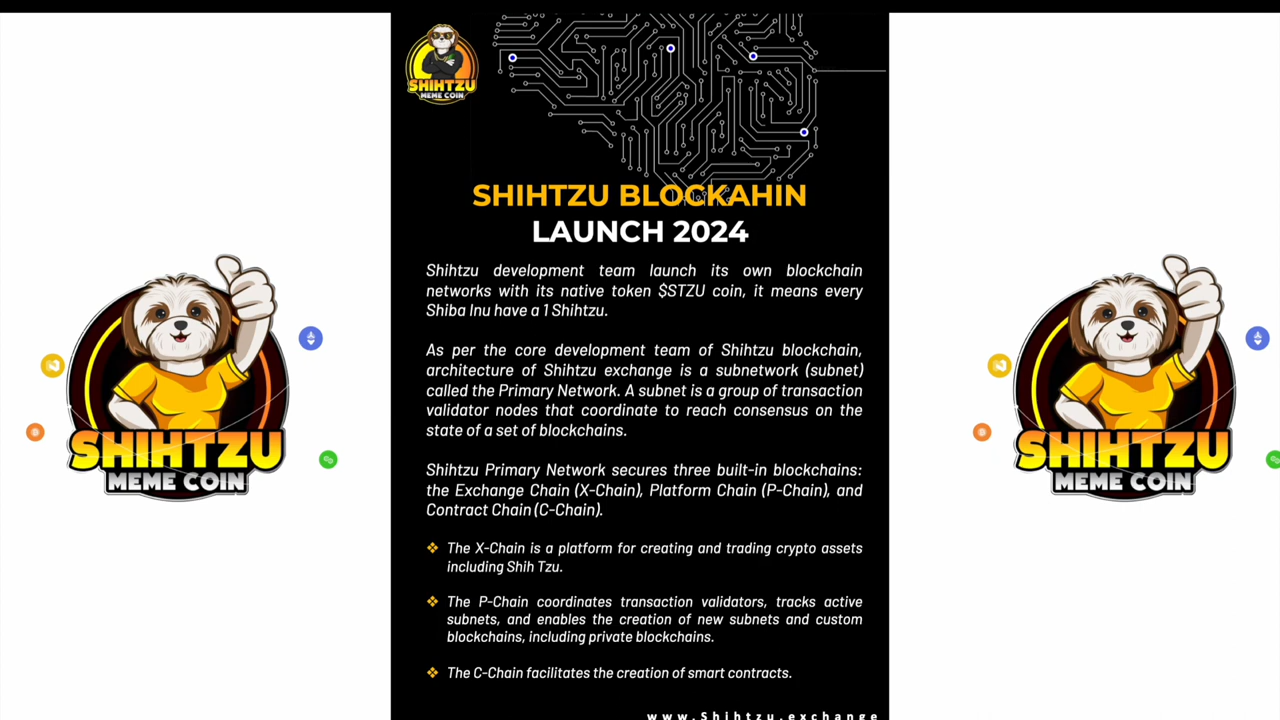 SHIHTZU
MEME COIN
SHIHTZU BLOCKAHIN
LAUNCH 2024
Shihtzu development team launch its own blockchain
networks with its native token $STZU coin, it means every
Shiba Inu have a 1 Shihtzu.
As per the core development team of Shihtzu blockchain,
architecture of Shihtzu exchange is a subnetwork (subnet)
called the Primary Network. A subnet is a group of transaction
validator nodes that coordinate to reach consensus on the
state of a set of blockchains.
Shihtzu Primary Network secures three built-in blockchains:
the Exchange Chain (X-Chain), Platform Chain (P-Chain), and
Contract Chain (C-Chain).
The X-Chain is a platform for creating and trading crypto assets
including Shih Tzu.
The P-Chain coordinates transaction validators, tracks active
subnets, and enables the creation of new subnets and custom
blockchains, including private blockchains.
The C-Chain facilitates the creation of smart contracts.
www.Shihtzu.exchange
SHIHTZU
MEME COIN
SHIHTZU
MEME COIN